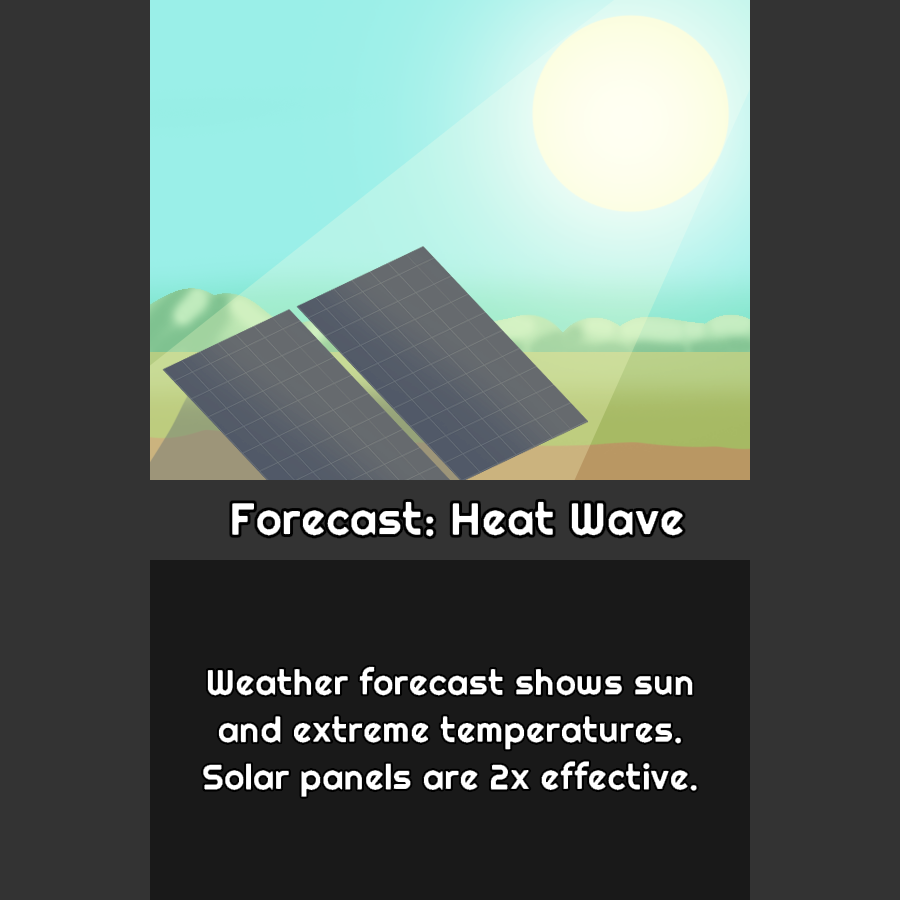 Forecast: Heat Wave
Weather forecast shows sun
and extreme temperatures.
Solar panels are 2x effective.